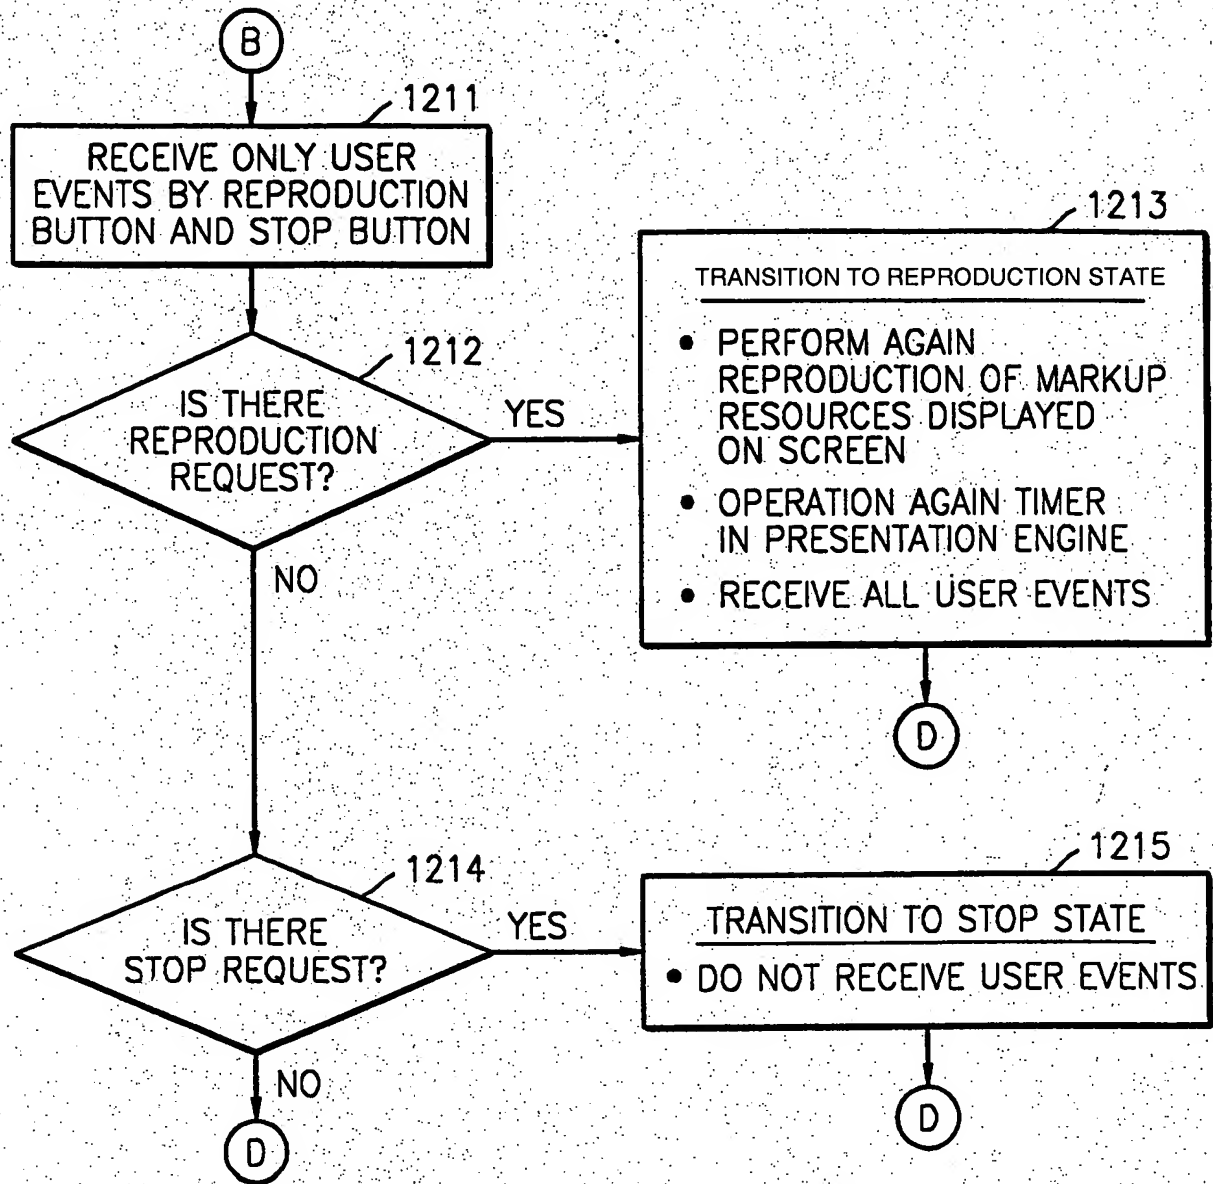 B
1211
RECEIVE ONLY USER
EVENTS BY REPRODUCTION
BUTTON AND STOP BUTTON
1212
IS THERE
REPRODUCTION
REQUEST?
YES
NO
1213
TRANSITION TO REPRODUCTION STATE
• PERFORM AGAIN
REPRODUCTION OF MARKUP
RESOURCES DISPLAYED
ON SCREEN
• OPERATION AGAIN TIMER
IN PRESENTATION ENGINE
• RECEIVE ALL USER EVENTS
D
1214
IS THERE
STOP REQUEST?
YES
NO
D
1215
TRANSITION TO STOP STATE
• DO NOT RECEIVE USER EVENTS
D